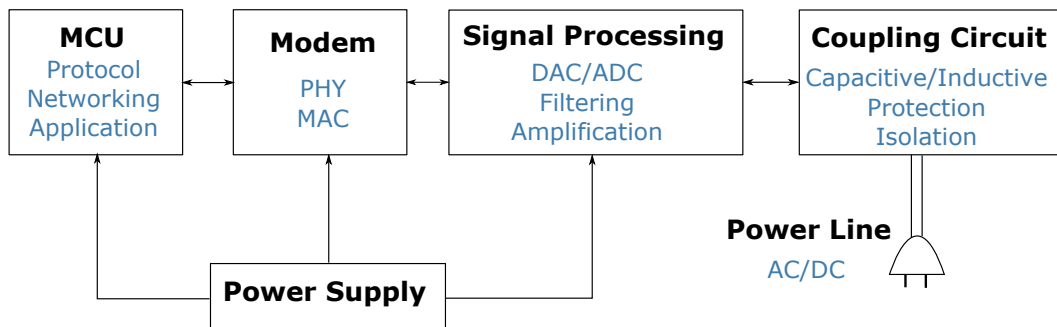 MCU
Protocol
Networking
Application
Modem
PHY
MAC
Signal Processing
DAC/ADC
Filtering
Amplification
Coupling Circuit
Capacitive/Inductive
Protection
Isolation
Power Line
AC/DC
Power Supply